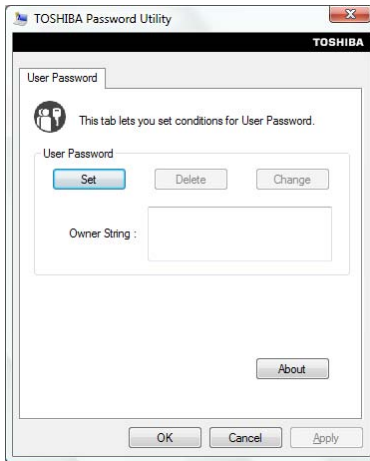 TOSHIBA Password Utility
TOSHIBA
User Password
This tab lets you set conditions for User Password.
User Password
Set Delete Change
Owner String :
About
OK Cancel Apply